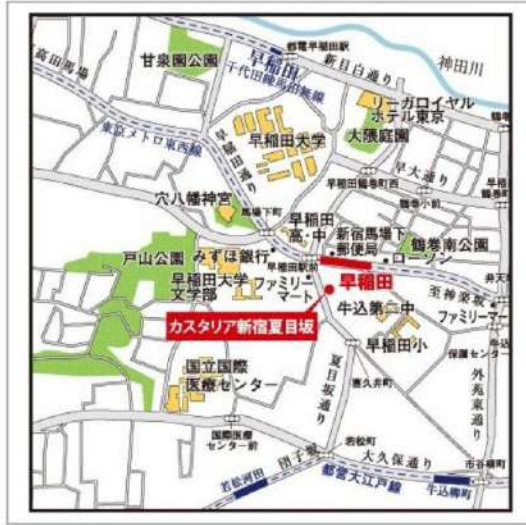 甘泉園公園
早稲田
都電早稲田駅
新目白通り
神田川
高田馬場
リーガロイヤル
ホテル東京
東京メトロ東西線
早稲田通り
早稲田大学
大隈庭園
早大通り
早稲田鶴巻町西
鶴巻小前
穴八幡神宮
馬場下町
早稲田
高・中
新宿馬場下
郵便局
鶴巻南公園
ローソン
戸山公園
みずほ銀行
早稲田駅前
早稲田大学
文学部
ファミリー
マート
早稲田
至神楽坂
弁天町
カスタリア新宿夏目坂
牛込第二中
ファミリーマー
早稲田小
保健センター
国立国際
医療センター
夏目坂通り
喜久井町
外苑東通り
国際医療
センター前
若松町
団子坂
大久保通り
市谷柳町
若松河田
都営大江戸線
牛込柳町